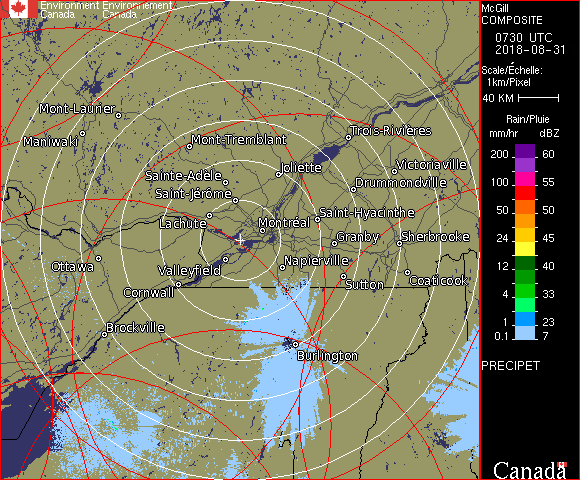 Environment Environnement
Canada Canada
McGill
COMPOSITE
0730 UTC
2018-08-31
Scale/Échelle:
1km/Pixel
40 KM
Rain/Pluie
mm/hr dBZ
200 60
100 55
50 50
24 45
12 40
4 33
2 28
1 23
0.1 7
PRECIPET
Canada
Mont-Laurier
Maniwaki
Mont-Tremblant
Trois-Rivières
Sainte-Adèle
Joliette
Victoriaville
Saint-Jérôme
Drummondville
Lachute
Montréal
Saint-Hyacinthe
Granby
Sherbrooke
Ottawa
Valleyfield
Napierville
Cornwall
Sutton
Coaticook
Brockville
Burlington